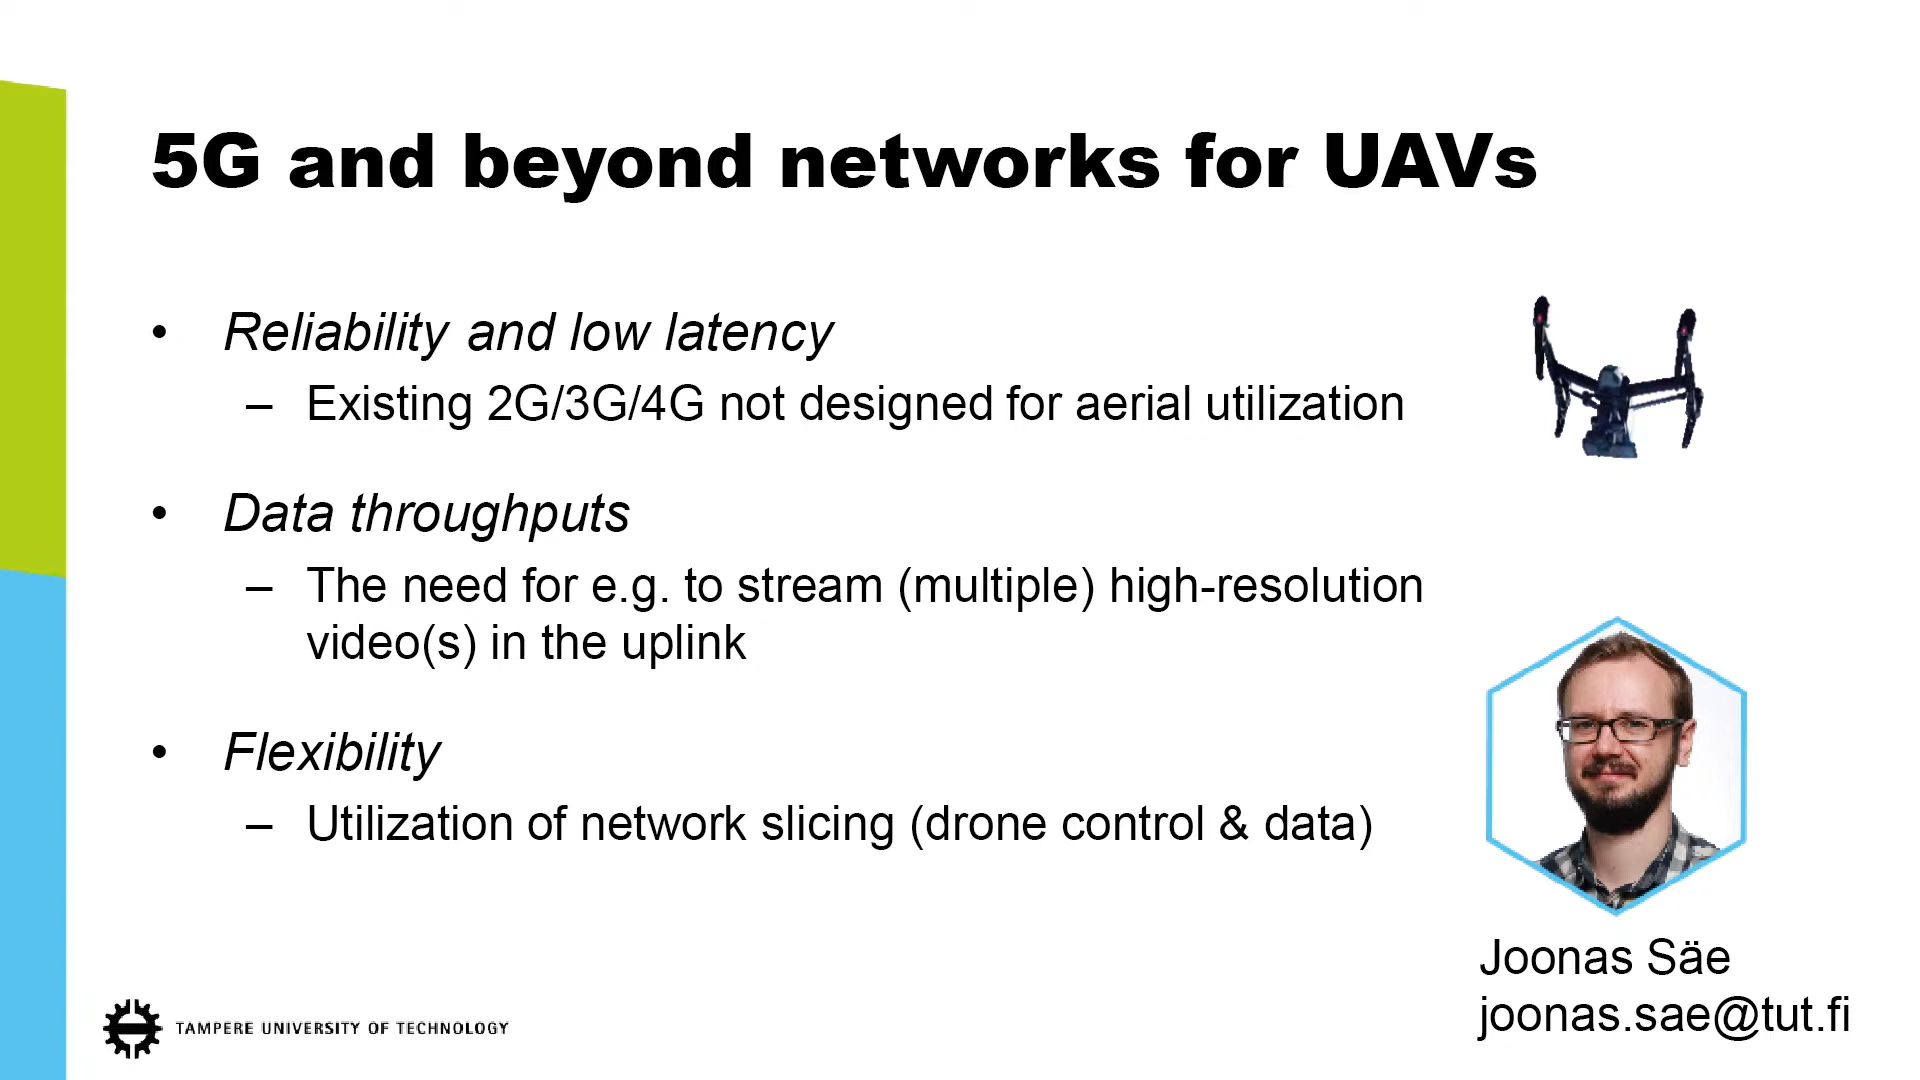 5G and beyond networks for UAVs
• Reliability and low latency
– Existing 2G/3G/4G not designed for aerial utilization
• Data throughputs
– The need for e.g. to stream (multiple) high-resolution
video(s) in the uplink
• Flexibility
– Utilization of network slicing (drone control & data)
Joonas Säe
joonas.sae@tut.fi
TAMPERE UNIVERSITY OF TECHNOLOGY